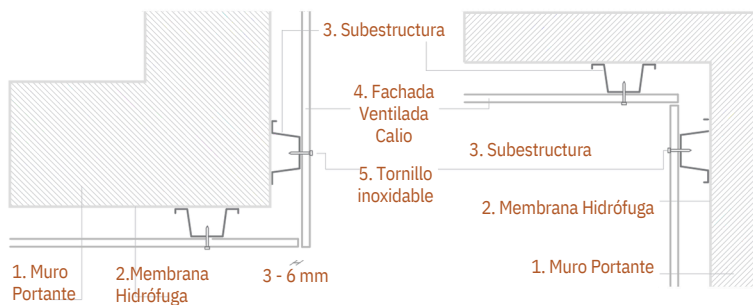 3. Subestructura
4. Fachada
Ventilada
Calio
3. Subestructura
5. Tornillo
inoxidable
2. Membrana Hidrófuga
1. Muro
Portante
2.Membrana
Hidrófuga
3 - 6 mm
1. Muro Portante